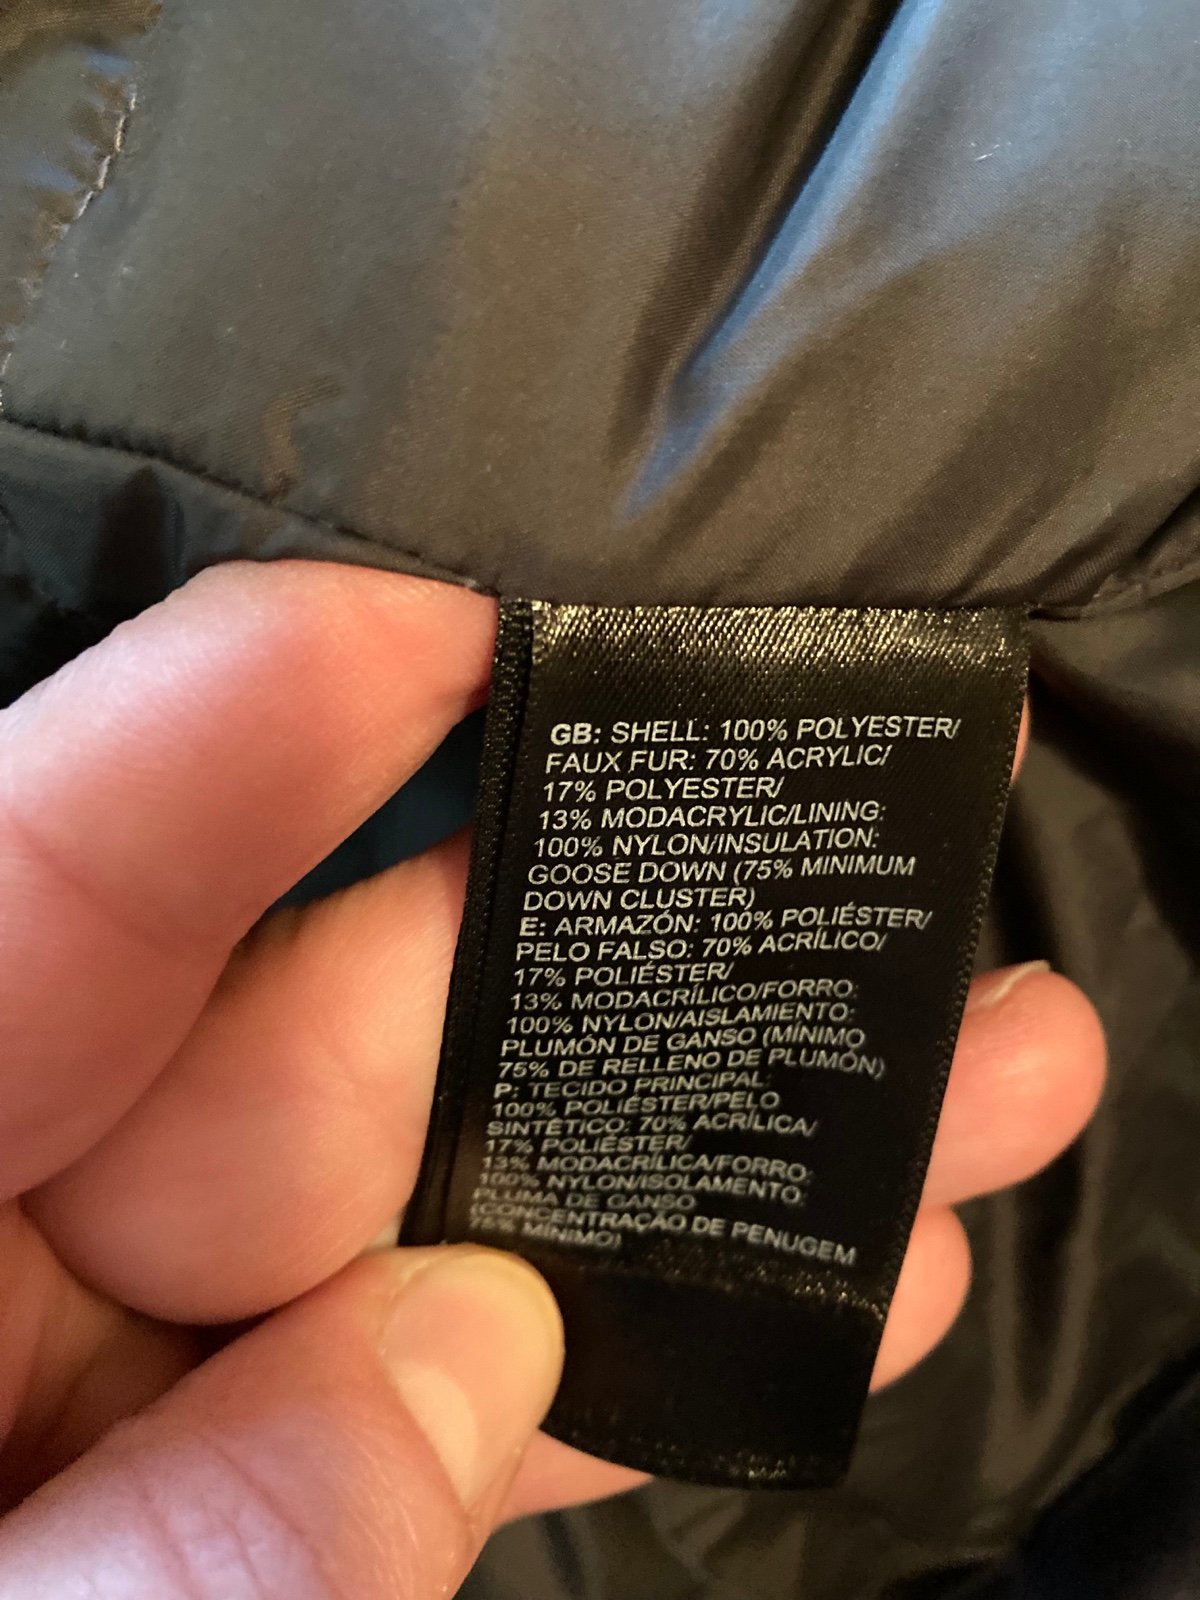 GB: SHELL: 100% POLYESTER/
FAUX FUR: 70% ACRYLIC/
17% POLYESTER/
13% MODACRYLIC/LINING:
100% NYLON/INSULATION:
GOOSE DOWN (75% MINIMUM
DOWN CLUSTER)
E: ARMAZÓN: 100% POLIÉSTER/
PELO FALSO: 70% ACRÍLICO/
17% POLIÉSTER/
13% MODACRÍLICO/FORRO:
100% NYLON/AISLAMIENTO:
PLUMÓN DE GANSO (MÍNIMO
75% DE RELLENO DE PLUMÓN)
P: TECIDO PRINCIPAL:
100% POLIÉSTER/PELO
SINTÉTICO: 70% ACRÍLICA/
17% POLIÉSTER/
13% MODACRÍLICA/FORRO:
100% NYLON/ISOLAMENTO:
PLUMA DE GANSO
(CONCENTRAÇÃO DE PENUGEM
75% MÍNIMO)